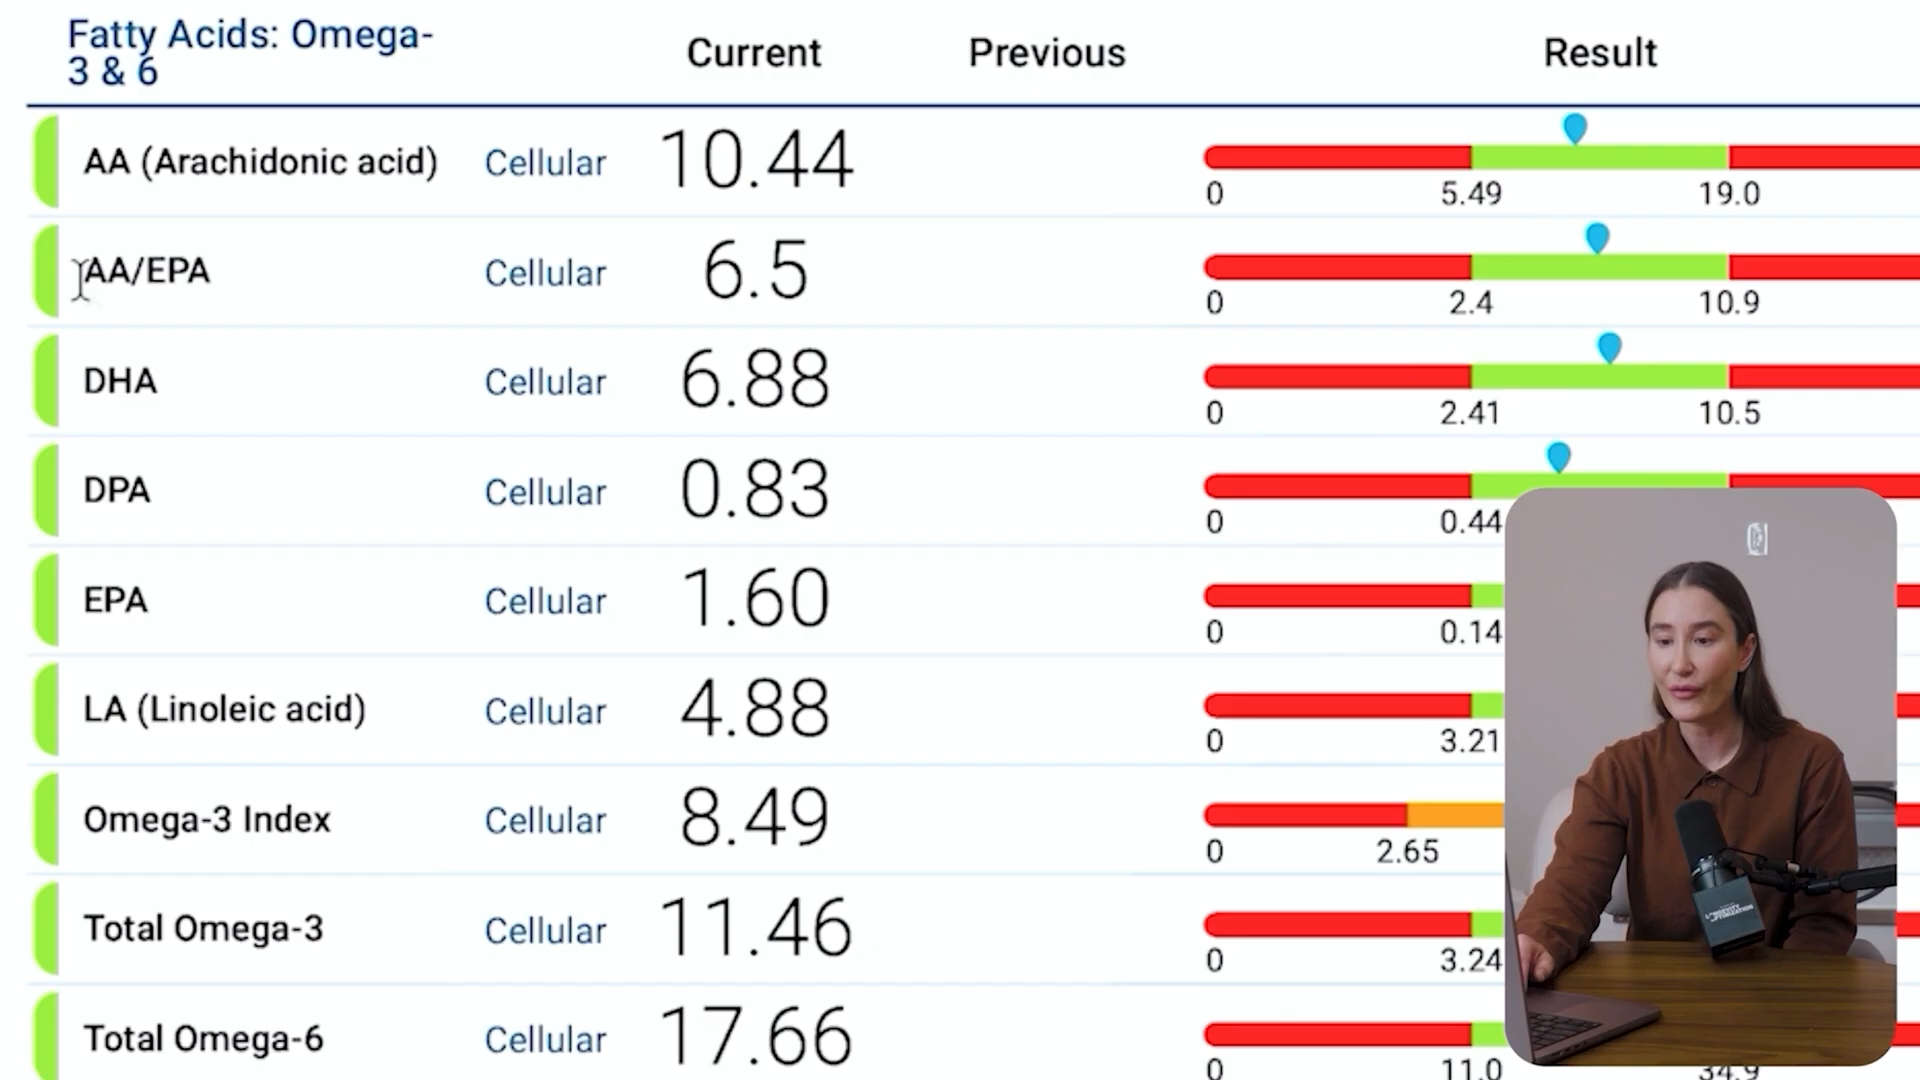 Fatty Acids: Omega-
3 & 6
Current
Previous
Result
AA (Arachidonic acid) Cellular 10.44
0 5.49 19.0
AA/EPA Cellular 6.5
0 2.4 10.9
DHA Cellular 6.88
0 2.41 10.5
DPA Cellular 0.83
0 0.44
EPA Cellular 1.60
0 0.14
LA (Linoleic acid) Cellular 4.88
0 3.21
Omega-3 Index Cellular 8.49
0 2.65
Total Omega-3 Cellular 11.46
0 3.24
Total Omega-6 Cellular 17.66
0 11.0 34.9